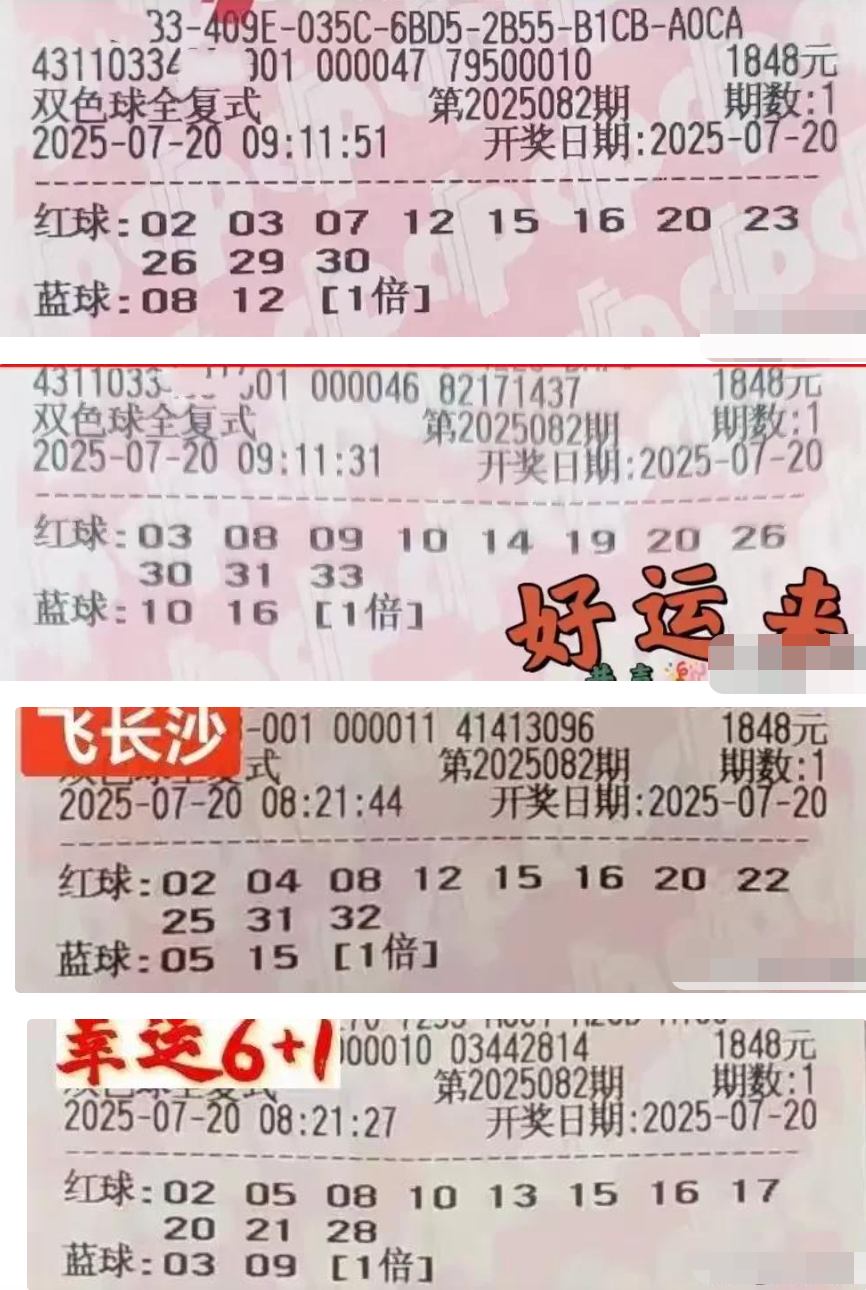 33-409E-035C-6BD5-2B55-B1CB-A0CA
43110334 001 000047 79500010 1848元
双色球全复式 第2025082期 期数:1
2025-07-20 09:11:51 开奖日期:2025-07-20
红球:02 03 07 12 15 16 20 23
26 29 30
蓝球:08 12 [1倍]
4311033 01 000046 82171437 1848元
双色球全复式 第2025082期 期数:1
2025-07-20 09:11:31 开奖日期:2025-07-20
红球:03 08 09 10 14 19 20 26
30 31 33
蓝球:10 16 [1倍]
好运来
飞长沙
-001 000011 41413096 1848元
双色球全复式 第2025082期 期数:1
2025-07-20 08:21:44 开奖日期:2025-07-20
红球:02 04 08 12 15 16 20 22
25 31 32
蓝球:05 15 [1倍]
幸运6+1
000010 03442814 1848元
双色球全复式 第2025082期 期数:1
2025-07-20 08:21:27 开奖日期:2025-07-20
红球:02 05 08 10 13 15 16 17
20 21 28
蓝球:03 09 [1倍]